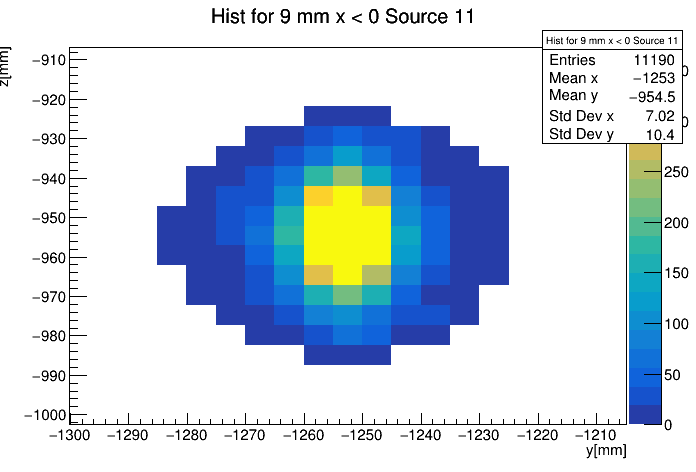 Hist for 9 mm x < 0 Source 11
z[mm]
−910
−920
−930
−940
−950
−960
−970
−980
−990
−1000
−1300 −1290 −1280 −1270 −1260 −1250 −1240 −1230 −1220 −1210
y[mm]
Hist for 9 mm x < 0 Source 11
Entries 11190
Mean x −1253
Mean y −954.5
Std Dev x 7.02
Std Dev y 10.4
250
200
150
100
50
0